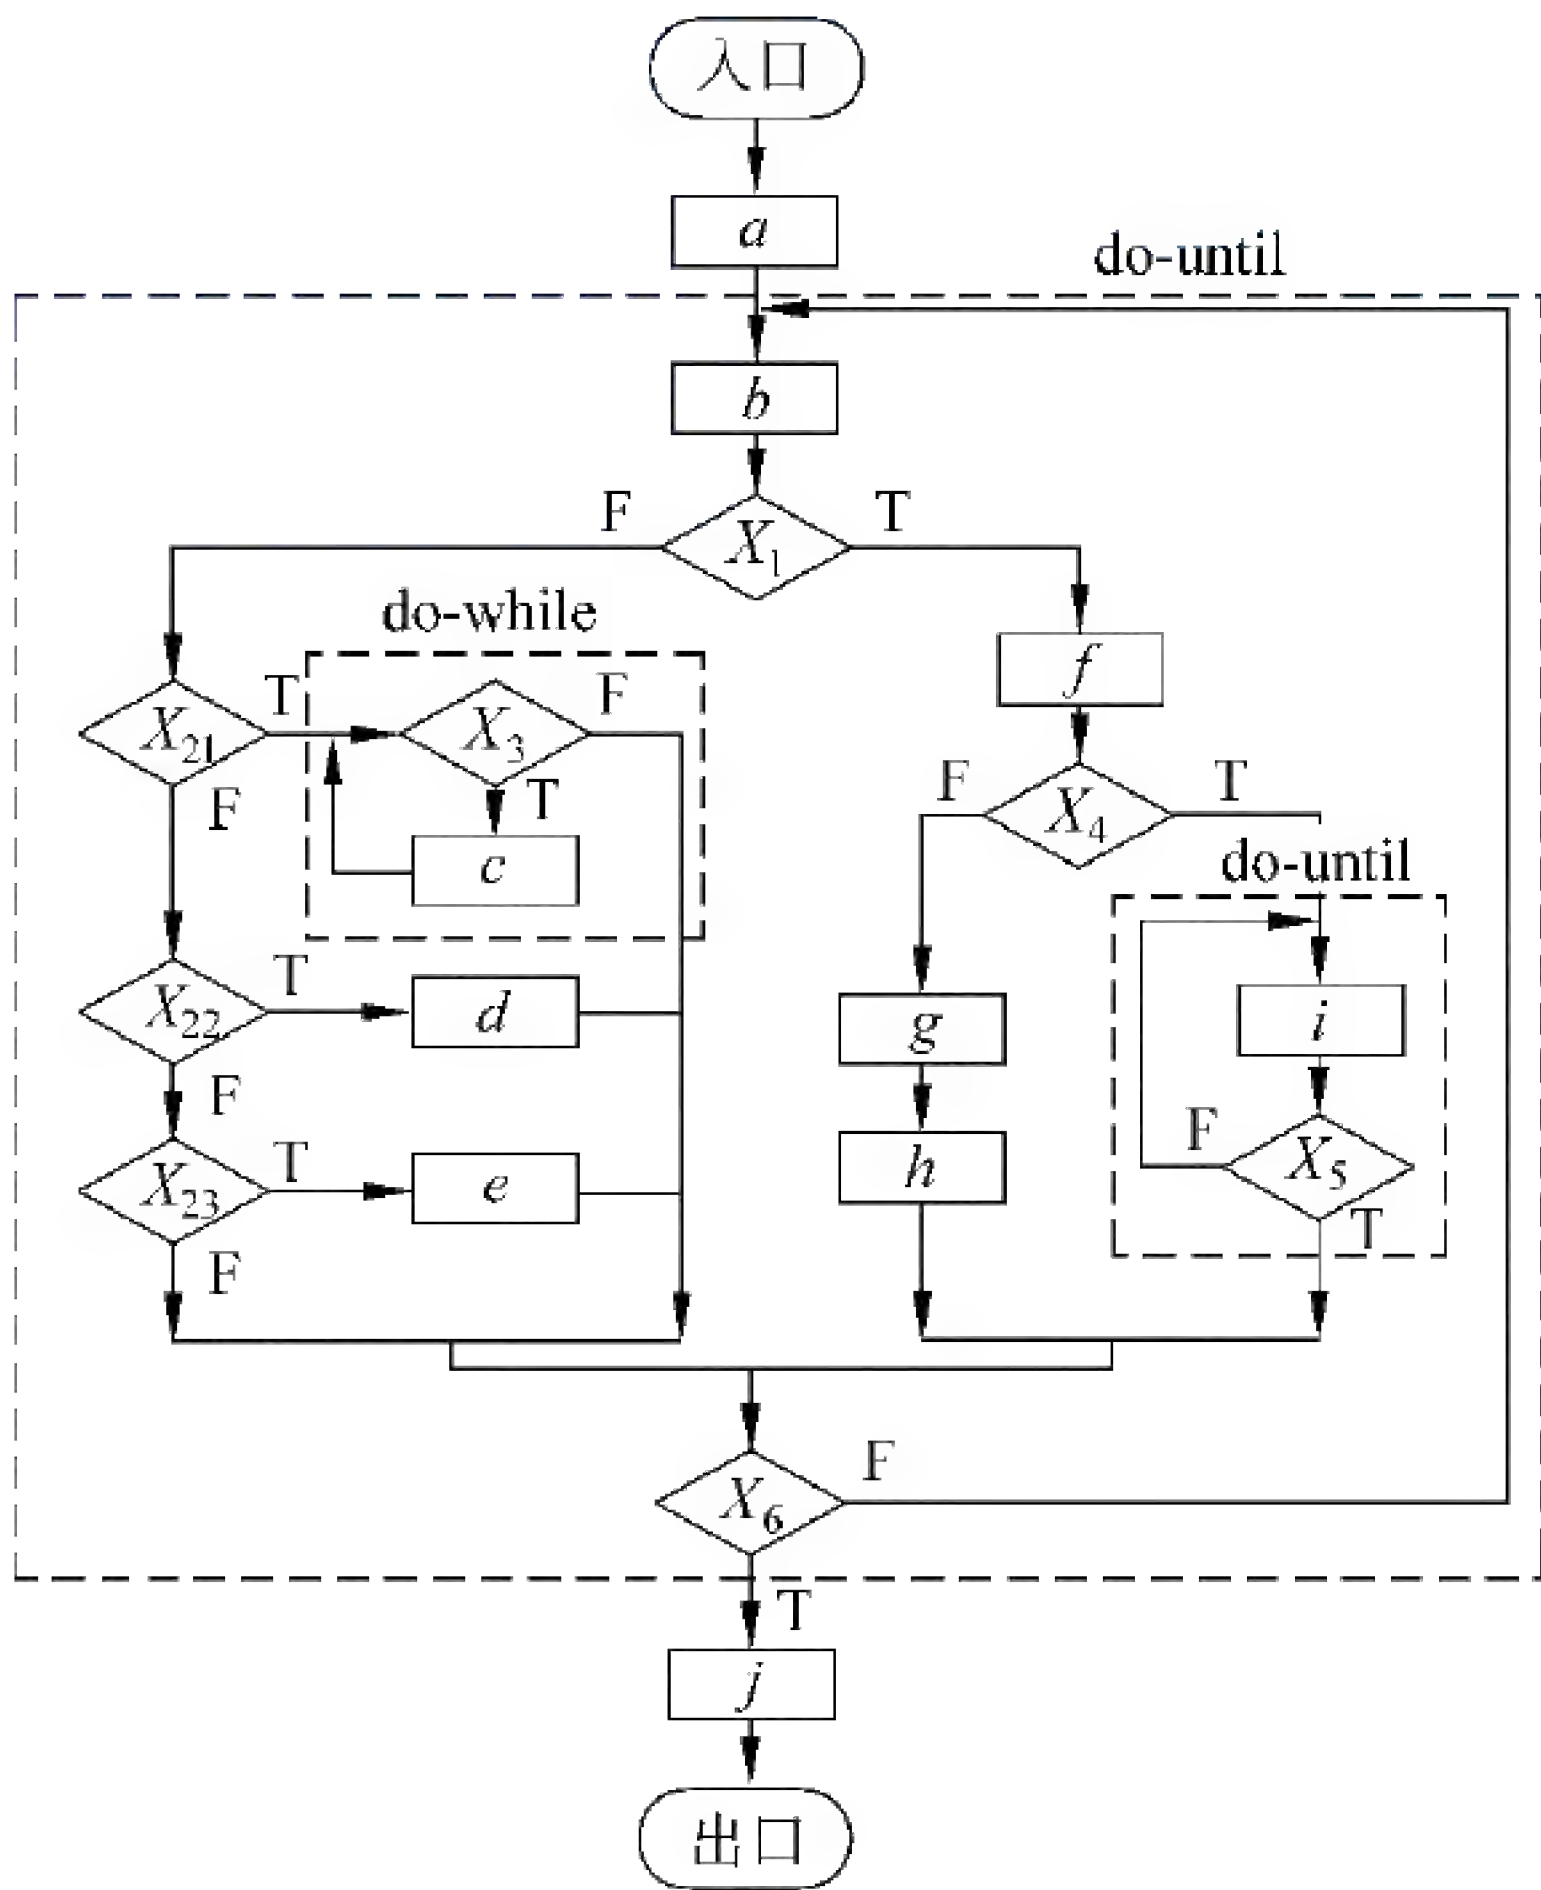 入口
a
do-until
b
F
X1
T
do-while
f
X21
T
X3
F
F
T
c
F
X4
T
do-until
X22
T
d
g
i
F
h
F
X5
T
X23
T
e
F
X6
F
T
j
出口